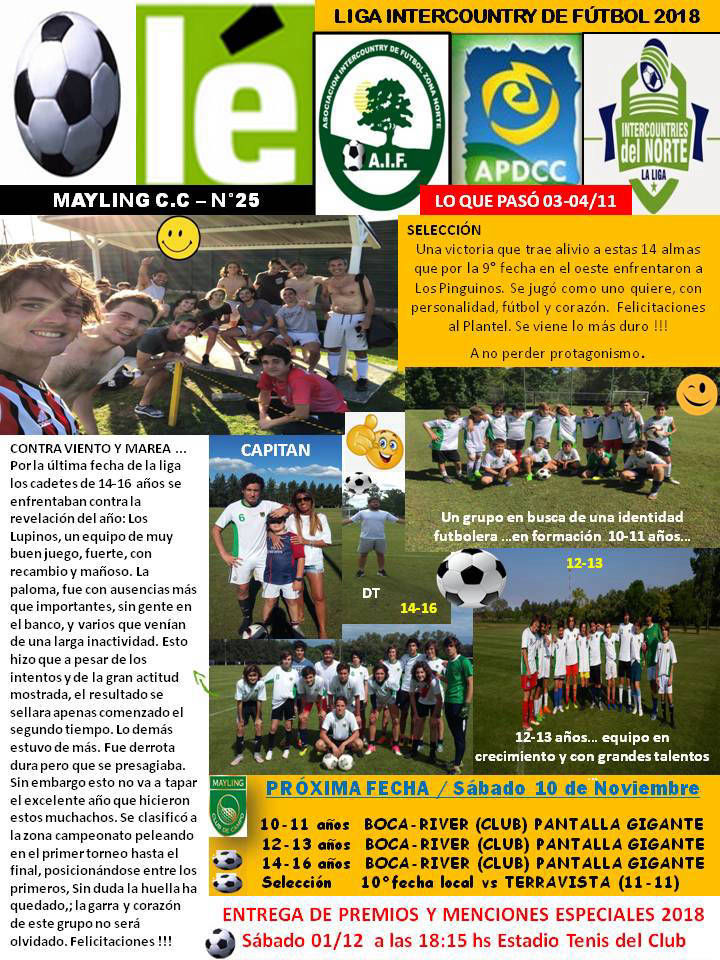 LIGA INTERCOUNTRY DE FÚTBOL 2018
lé
ASOCIACION INTERCOUNTRY DE FUTBOL ZONA NORTE
A.I.F.
APDCC
INTERCOUNTRIES
del NORTE
LA LIGA
MAYLING C.C – N°25
LO QUE PASÓ 03-04/11
SELECCIÓN
Una victoria que trae alivio a estas 14 almas
que por la 9° fecha en el oeste enfrentaron a
Los Pinguinos. Se jugó como uno quiere, con
personalidad, fútbol y corazón. Felicitaciones
al Plantel. Se viene lo más duro !!!
A no perder protagonismo.
CONTRA VIENTO Y MAREA ...
Por la última fecha de la liga
los cadetes de 14-16 años se
enfrentaban contra la
revelación del año: Los
Lupinos, un equipo de muy
buen juego, fuerte, con
recambio y mañoso. La
paloma, fue con ausencias más
que importantes, sin gente en
el banco, y varios que venían
de una larga inactividad. Esto
hizo que a pesar de los
intentos y de la gran actitud
mostrada, el resultado se
sellara apenas comenzado el
segundo tiempo. Lo demás
estuvo de más. Fue derrota
dura pero que se presagiaba.
Sin embargo esto no va a tapar
el excelente año que hicieron
estos muchachos. Se clasificó a
la zona campeonato peleando
en el primer torneo hasta el
final, posicionándose entre los
primeros, Sin duda la huella ha
quedado,; la garra y corazón
de este grupo no será
olvidado. Felicitaciones !!!
CAPITAN
6
DT
14-16
Un grupo en busca de una identidad
futbolera ...en formación 10-11 años...
12-13
12-13 años... equipo en
crecimiento y con grandes talentos
...
MAYLING
CLUB DE CAMPO
PRÓXIMA FECHA / Sábado 10 de Noviembre
10-11 años BOCA-RIVER (CLUB) PANTALLA GIGANTE
12-13 años BOCA-RIVER (CLUB) PANTALLA GIGANTE
14-16 años BOCA-RIVER (CLUB) PANTALLA GIGANTE
Selección 10°fecha local vs TERRAVISTA (11-11)
ENTREGA DE PREMIOS Y MENCIONES ESPECIALES 2018
Sábado 01/12 a las 18:15 hs Estadio Tenis del Club